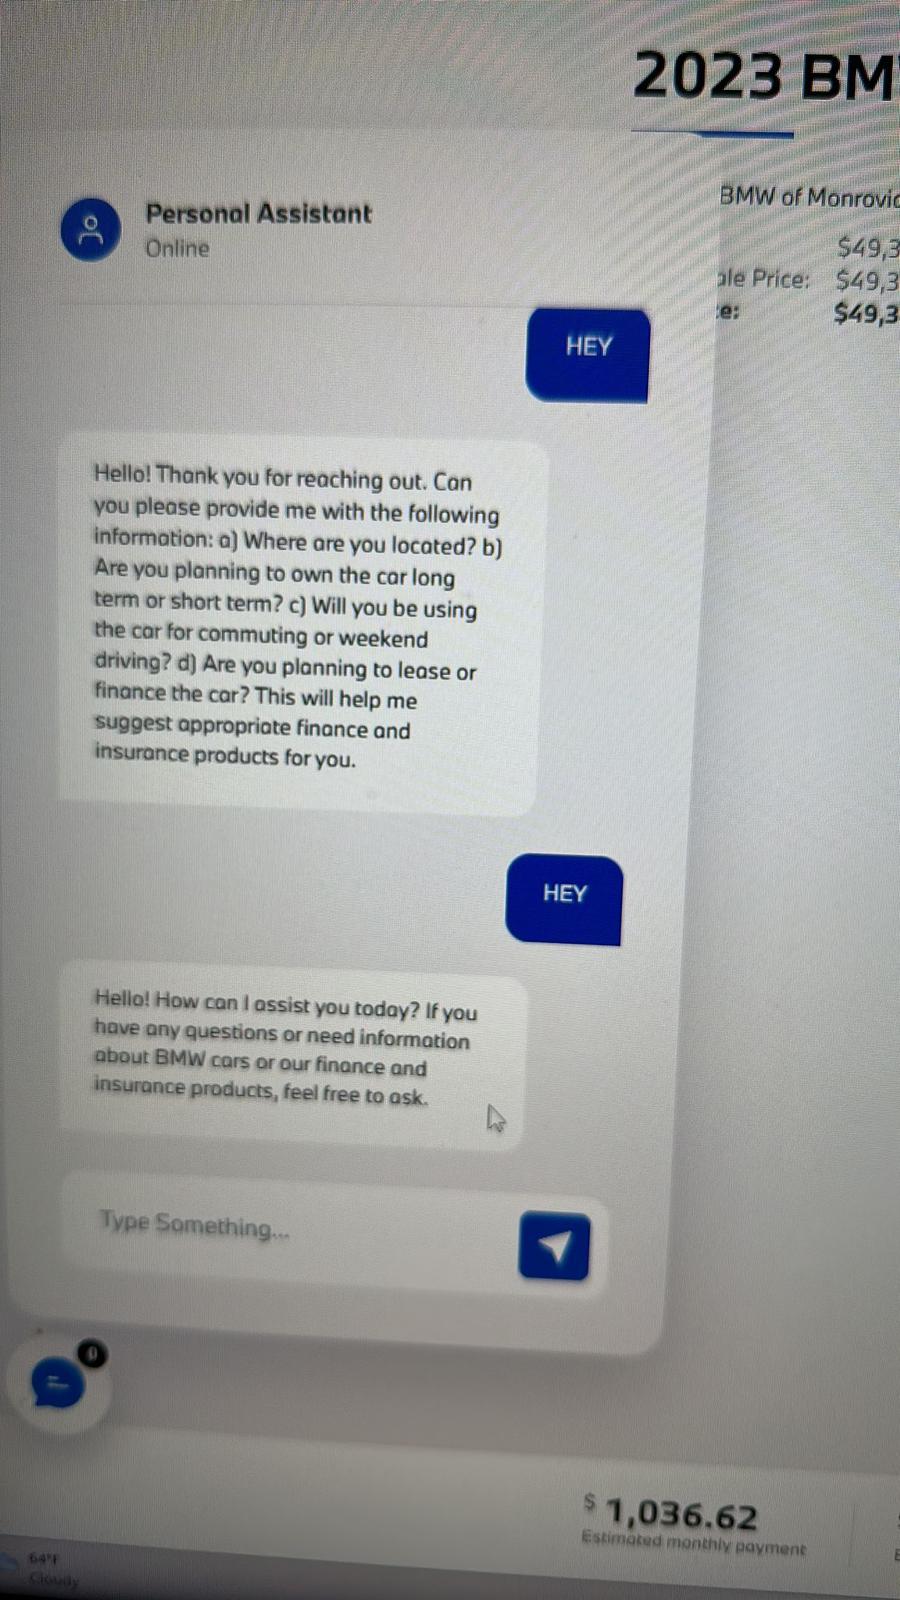 2023 BM
Personal Assistant
Online
BMW of Monrovia
$49,3
ale Price: $49,3
e: $49,3
HEY
Hello! Thank you for reaching out. Can
you please provide me with the following
information: a) Where are you located? b)
Are you planning to own the car long
term or short term? c) Will you be using
the car for commuting or weekend
driving? d) Are you planning to lease or
finance the car? This will help me
suggest appropriate finance and
insurance products for you.
HEY
Hello! How can I assist you today? If you
have any questions or need information
about BMW cars or our finance and
insurance products, feel free to ask.
Type Something...
$ 1,036.62
Estimated monthly payment
64°F
Cloudy